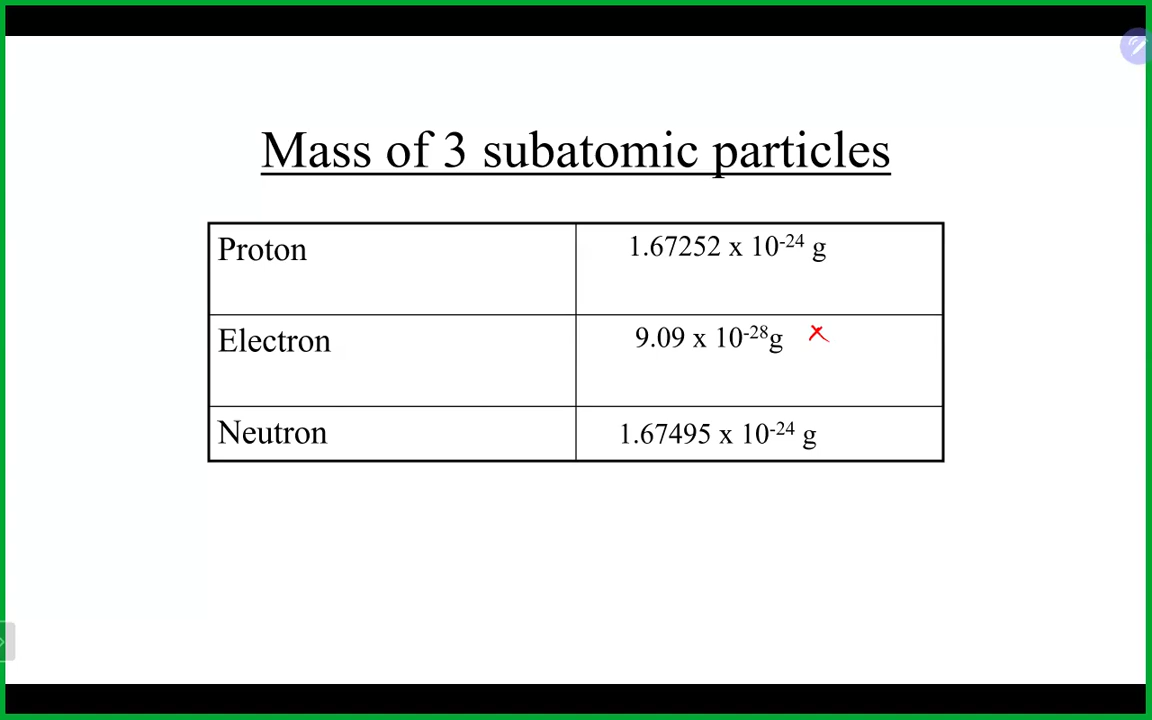 Mass of 3 subatomic particles
Proton 1.67252 x 10⁻²⁴ g
Electron 9.09 x 10⁻²⁸g ×
Neutron 1.67495 x 10⁻²⁴ g